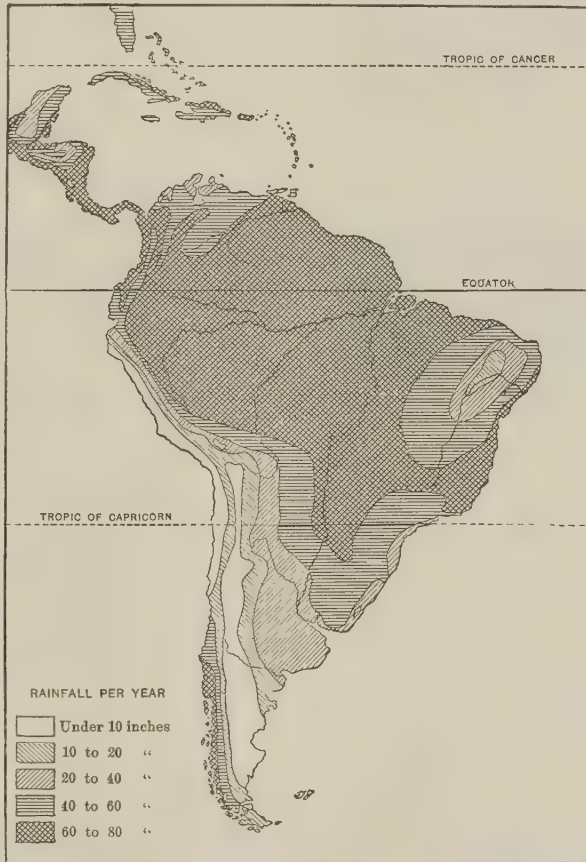 TROPIC OF CANCER
EQUATOR
TROPIC OF CAPRICORN
RAINFALL PER YEAR
Under 10 inches
10 to 20 "
20 to 40 "
40 to 60 "
60 to 80 "